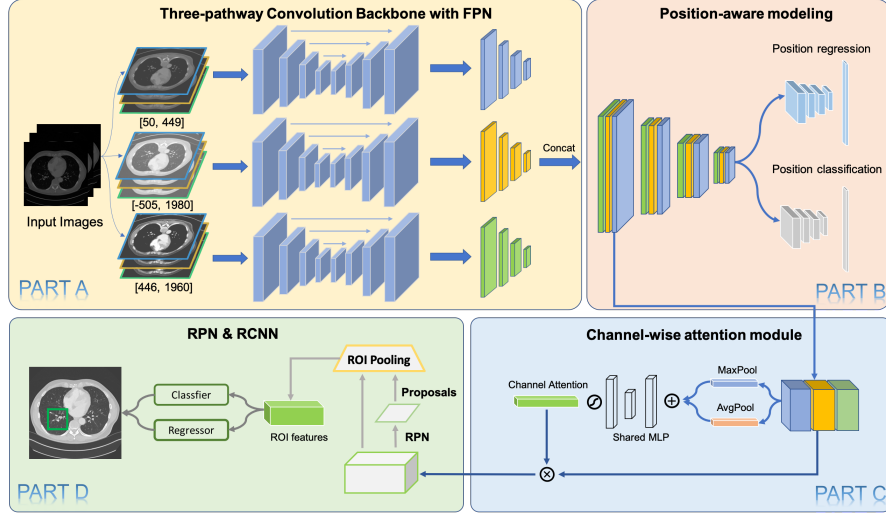 Three-pathway Convolution Backbone with FPN
[50, 449]
[-505, 1980]
[446, 1960]
Input Images
Concat
PART A
Position-aware modeling
Position regression
Position classification
PART B
RPN & RCNN
ROI Pooling
Proposals
RPN
Classfier
Regressor
ROI features
PART D
Channel-wise attention module
Channel Attention
Shared MLP
MaxPool
AvgPool
PART C